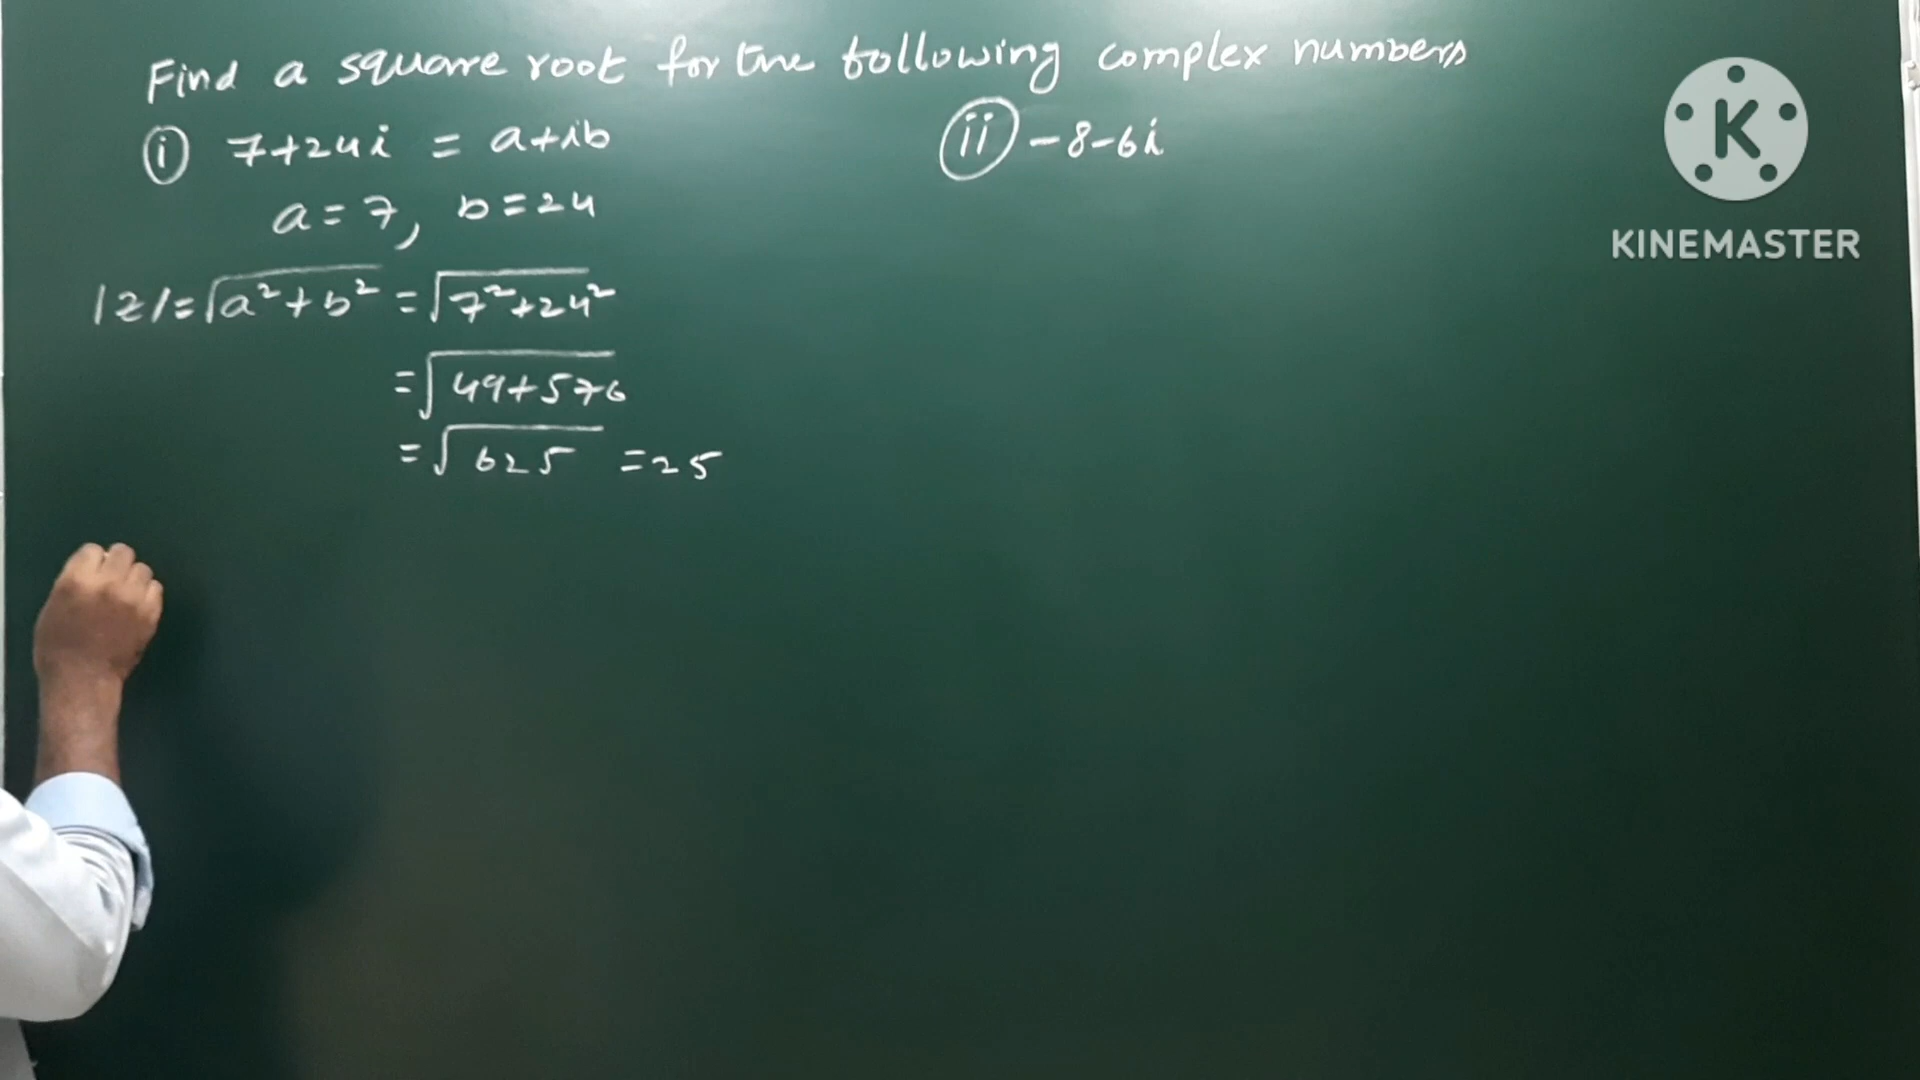 Find a square root for the following complex numbers
(i) 7+24i = a+ib
a=7, b=24
|z|=√a²+b² =√7²+24²
=√49+576
=√625 =25
(ii) -8-6i
K
KINEMASTER